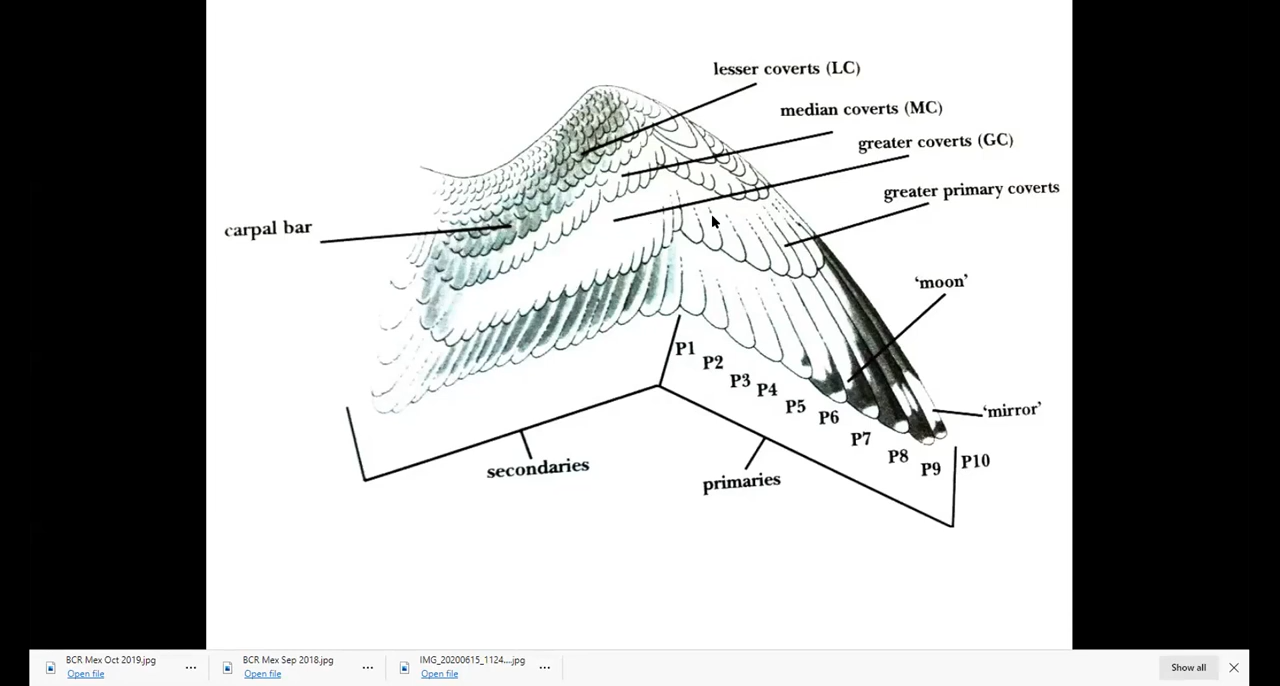 lesser coverts (LC)
median coverts (MC)
greater coverts (GC)
greater primary coverts
carpal bar
'moon'
P1
P2
P3
P4
P5
P6
P7
P8
P9
P10
'mirror'
secondaries
primaries
BCR Mex Oct 2019.jpg
Open file
BCR Mex Sep 2018.jpg
Open file
IMG_20200615_1124....jpg
Open file
Show all